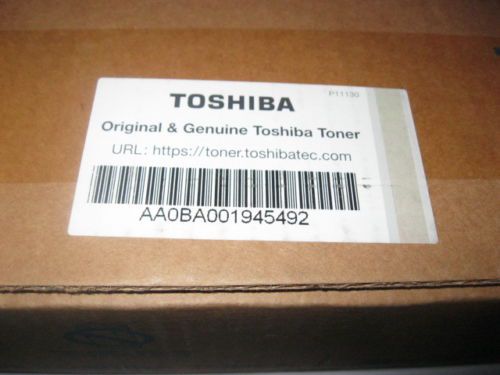 P11130
TOSHIBA
Original & Genuine Toshiba Toner
URL: https://toner.toshibatec.com
AA0BA001945492